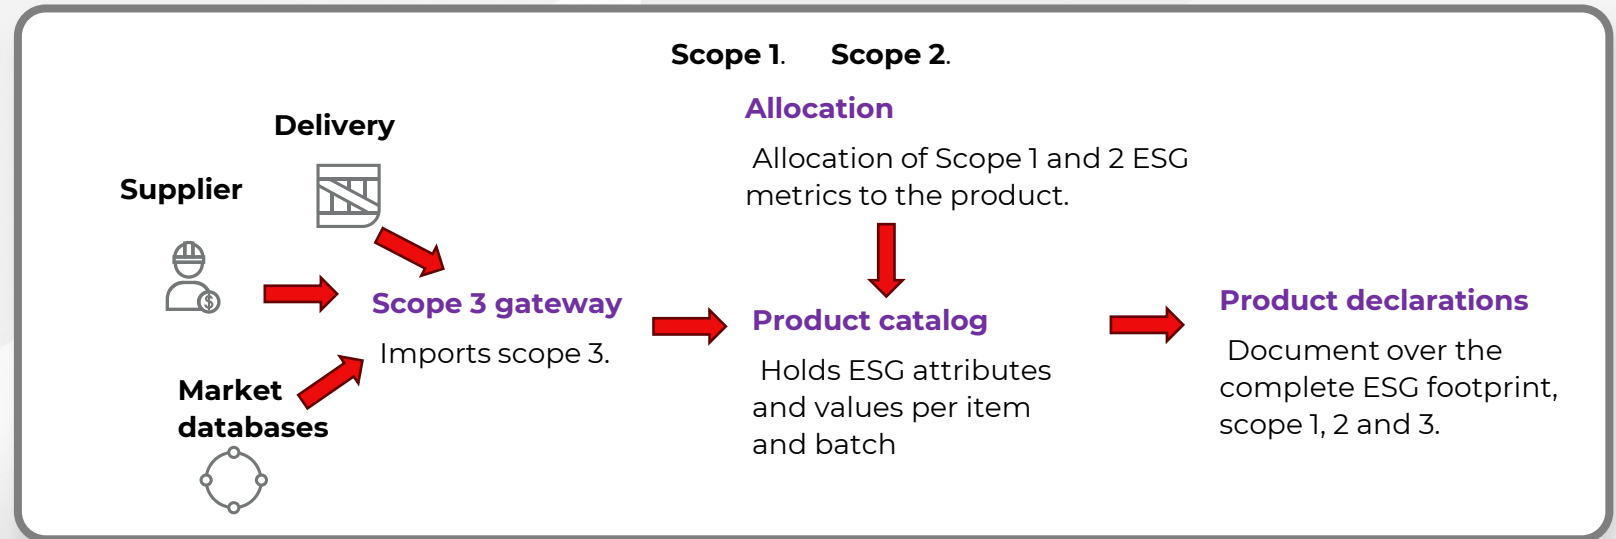 Scope 1. Scope 2.
Allocation
Allocation of Scope 1 and 2 ESG
metrics to the product.
Delivery
Supplier
$
Scope 3 gateway
Imports scope 3.
Market
databases
Product catalog
Holds ESG attributes
and values per item
and batch
Product declarations
Document over the
complete ESG footprint,
scope 1, 2 and 3.